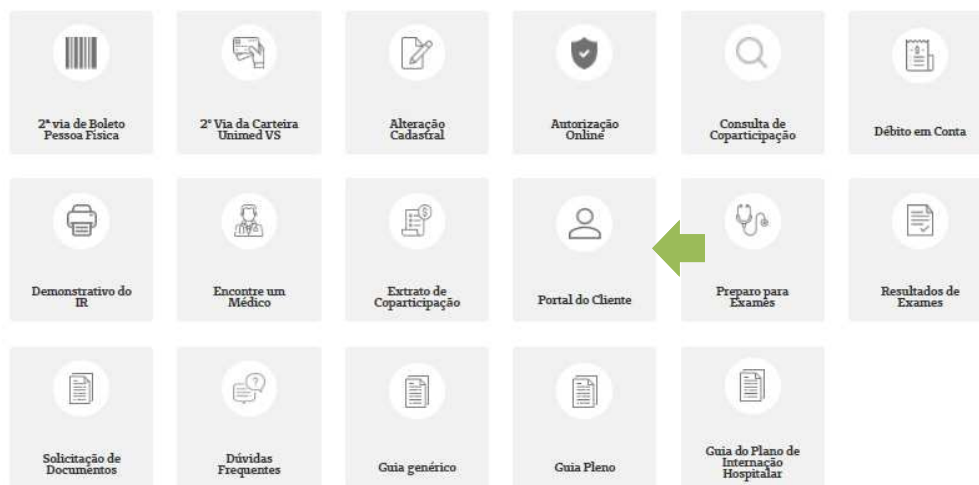 2ª via de Boleto
Pessoa Física
2ª Via da Carteira
Unimed VS
Alteração
Cadastral
Autorização
Online
Consulta de
Coparticipação
Débito em Conta
Demonstrativo do
IR
Encontre um
Médico
Extrato de
Coparticipação
Portal do Cliente
Preparo para
Exames
Resultados de
Exames
Solicitação de
Documentos
Dúvidas
Frequentes
Guia genérico
Guia Pleno
Guia do Plano de
Internação
Hospitalar